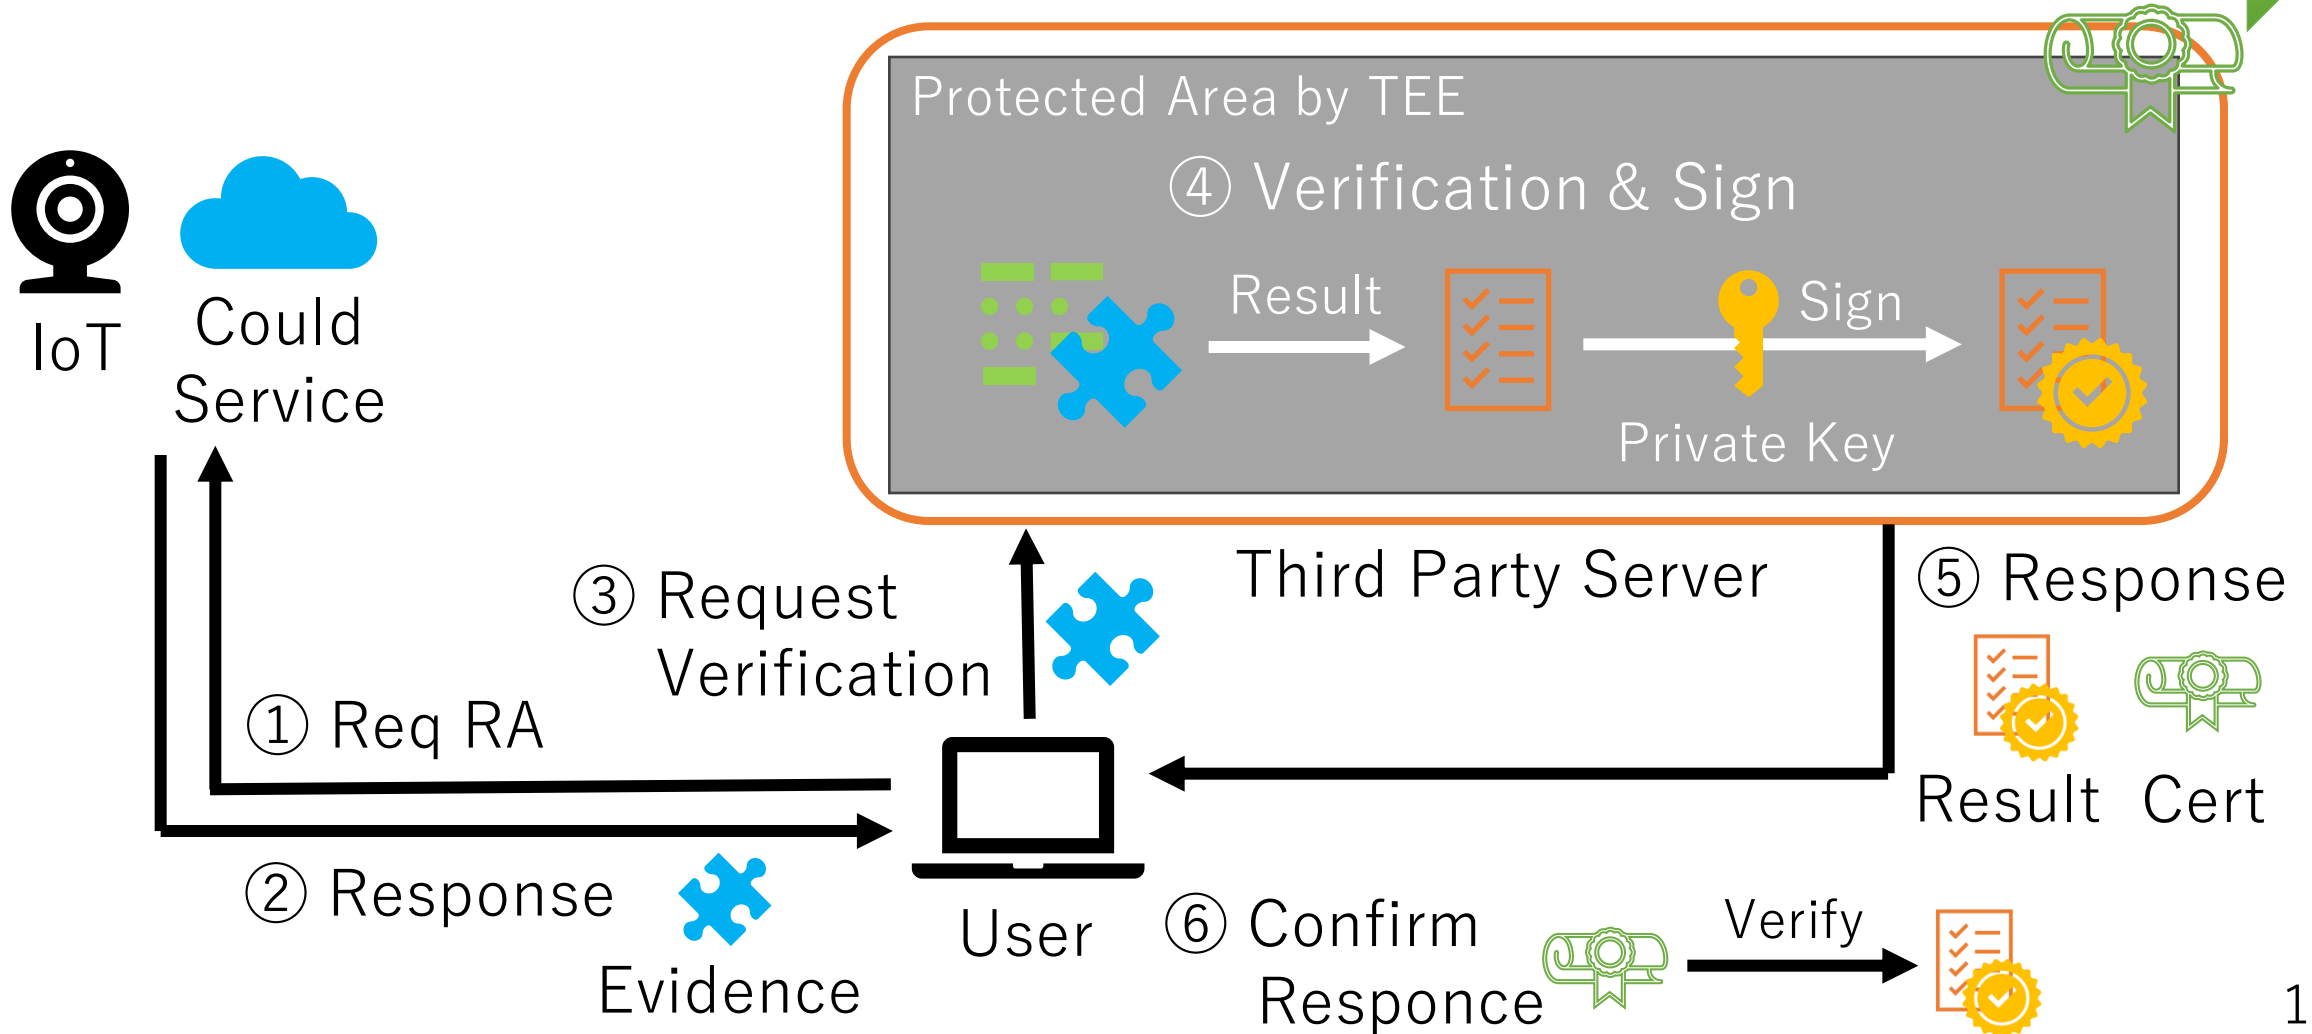 Protected Area by TEE
④ Verification & Sign
Result
Sign
Private Key
IoT
Could
Service
Third Party Server
③ Request
Verification
⑤ Response
Result Cert
① Req RA
② Response
Evidence
User
⑥ Confirm
Responce
Verify
1